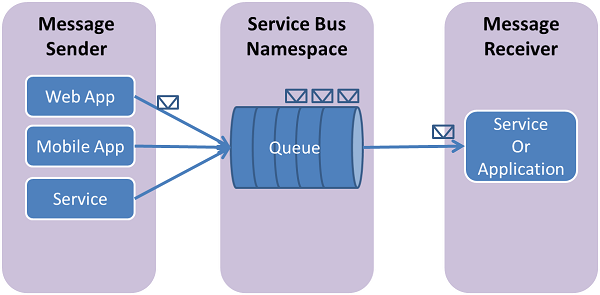 Message
Sender
Web App
Mobile App
Service
Service Bus
Namespace
Queue
Message
Receiver
Service
Or
Application